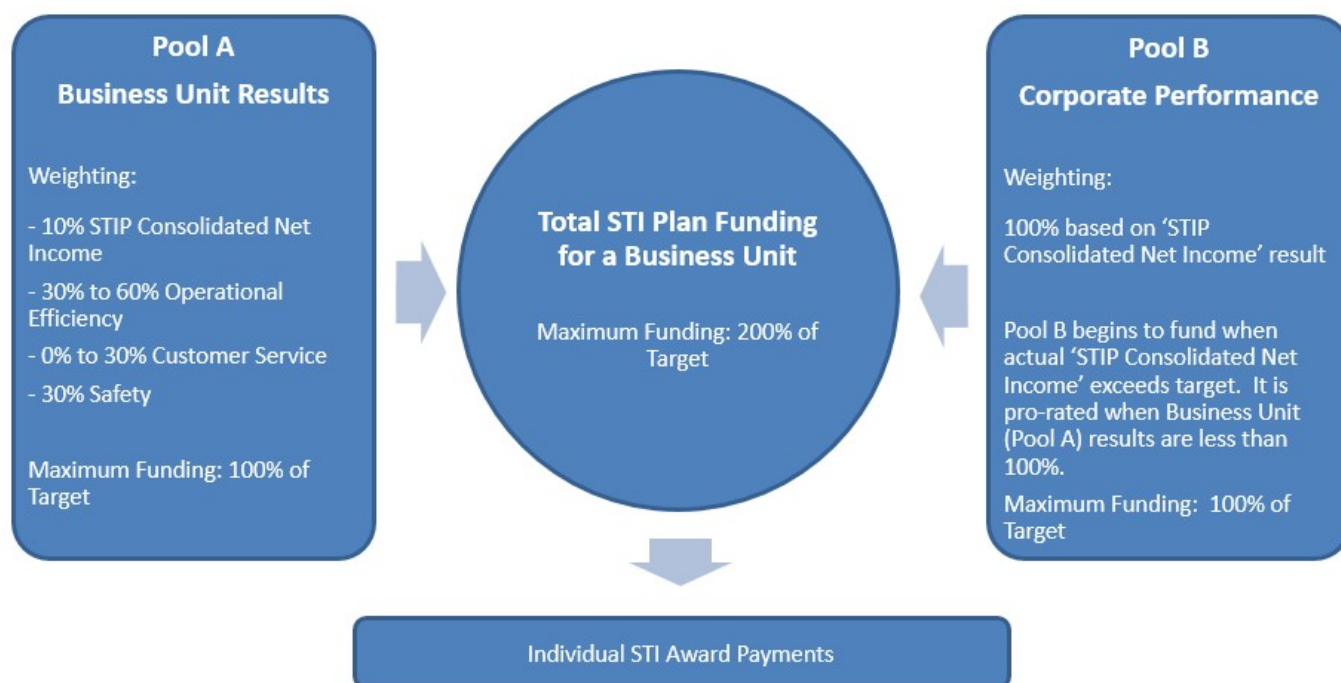 Pool A
Business Unit Results
Weighting:
- 10% STIP Consolidated Net
Income
- 30% to 60% Operational
Efficiency
- 0% to 30% Customer Service
- 30% Safety
Maximum Funding: 100% of
Target
Total STI Plan Funding
for a Business Unit
Maximum Funding: 200% of
Target
Pool B
Corporate Performance
Weighting:
100% based on ‘STIP
Consolidated Net Income’ result
Pool B begins to fund when
actual ‘STIP Consolidated Net
Income’ exceeds target.  It is
pro-rated when Business Unit
(Pool A) results are less than
100%.
Maximum Funding:  100% of
Target
Individual STI Award Payments